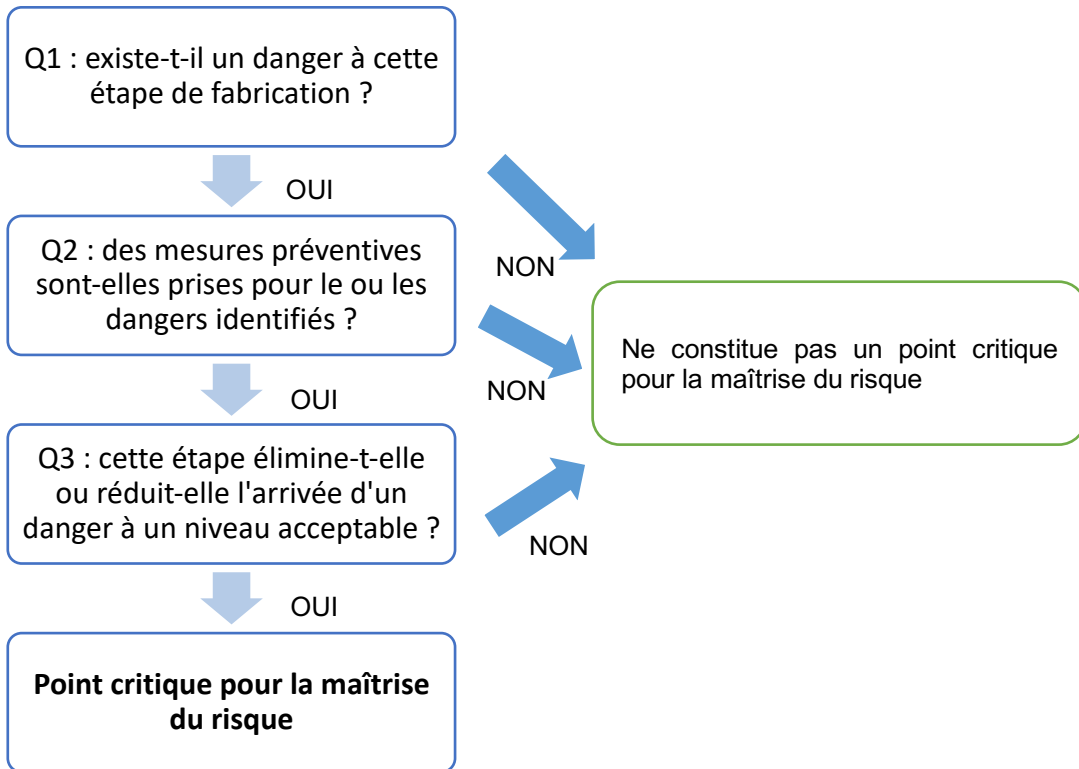 Q1 : existe-t-il un danger à cette
étape de fabrication ?
OUI
NON
Q2 : des mesures préventives
sont-elles prises pour le ou les
dangers identifiés ?
OUI
NON
Ne constitue pas un point critique
pour la maîtrise du risque
Q3 : cette étape élimine-t-elle
ou réduit-elle l'arrivée d'un
danger à un niveau acceptable ?
NON
OUI
Point critique pour la maîtrise
du risque